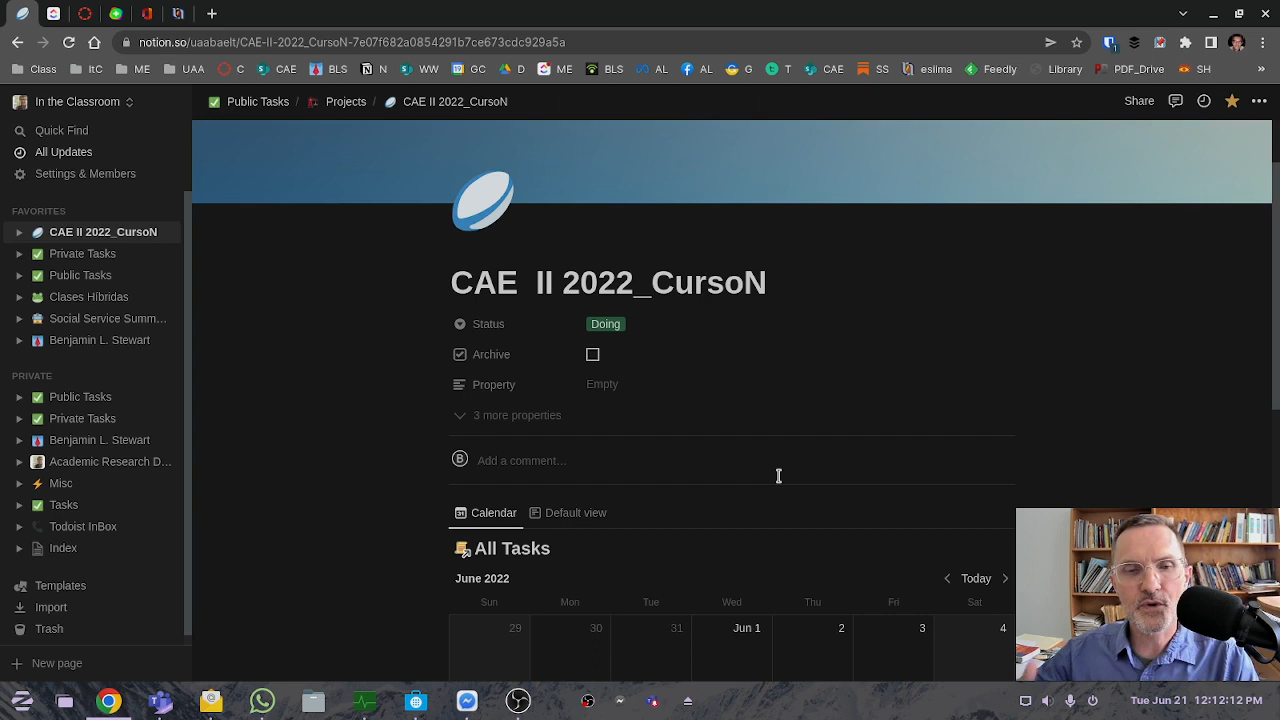 notion.so/uaabaelt/CAE-II-2022_CursoN-7e07f682a0854291b7ce673cdc929a5a
Class ItC ME UAA C CAE BLS N WW GC D ME BLS AL AL G T CAE SS eslima Feedly Library PDF_Drive SH »
In the Classroom
Public Tasks / Projects / CAE II 2022_CursoN
Share
Quick Find
All Updates
Settings & Members
FAVORITES
CAE II 2022_CursoN
Private Tasks
Public Tasks
Clases Híbridas
Social Service Summ...
Benjamin L. Stewart
PRIVATE
Public Tasks
Private Tasks
Benjamin L. Stewart
Academic Research D...
Misc
Tasks
Todoist InBox
Index
Templates
Import
Trash
New page
CAE II 2022_CursoN
Status Doing
Archive
Property Empty
3 more properties
B Add a comment...
Calendar Default view
All Tasks
June 2022 Today
Sun Mon Tue Wed Thu Fri Sat
29 30 31 Jun 1 2 3 4
Tue Jun 21 12:12:12 PM